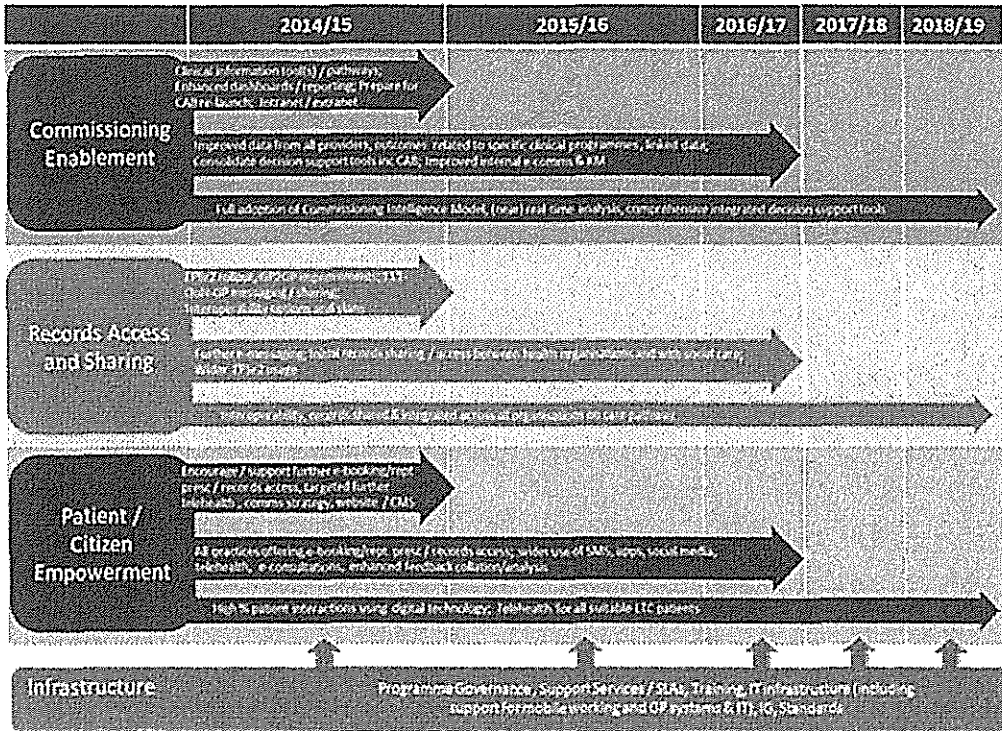 2014/15 2015/16 2016/17 2017/18 2018/19
Commissioning
Enablement
Clinical information tool(s) / pathways;
Enhanced dashboards / reporting; Prepare for
CAB re-launch; Intranet / extranet
Improved data from all providers, outcomes related to specific clinical programmes, linked data;
Consolidate decision support tools inc CAB; Improved internal e comms & KM
Full adoption of Commissioning Intelligence Model, (near) real time analysis, comprehensive integrated decision support tools
Records Access
and Sharing
messaging / sharing;
Interoperability options and plans
Further e-messaging; records sharing / access between health organisations and with social care;
Wider usage
Interoperability, records shared & integrated across all organisations on care pathways
Patient /
Citizen
Empowerment
Encourage / support further e-booking/rept
presc / records access, targeted further
telehealth, comms strategy, website / CMS
All practices offering e-booking/rept presc / records access; wider use of SMS, apps, social media,
Telehealth, e-consultations, enhanced feedback collation/analysis
High % patient interactions using digital technology; Telehealth for all suitable LTC patients
Infrastructure
Programme Governance, Support Services / SLAs, Training, IT infrastructure (including
support for mobile working and GP systems & IT), IG, Standards